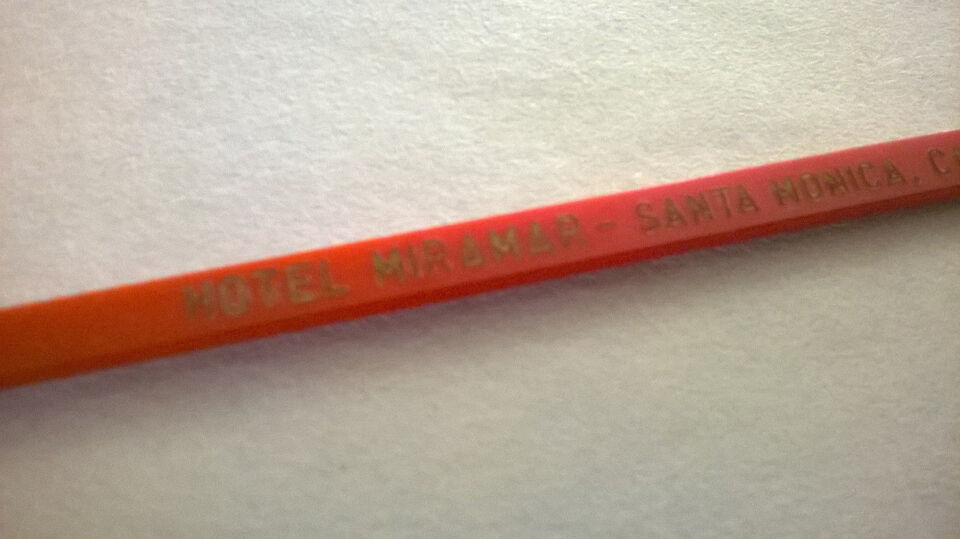 HOTEL MIRAMAR - SANTA MONICA, C